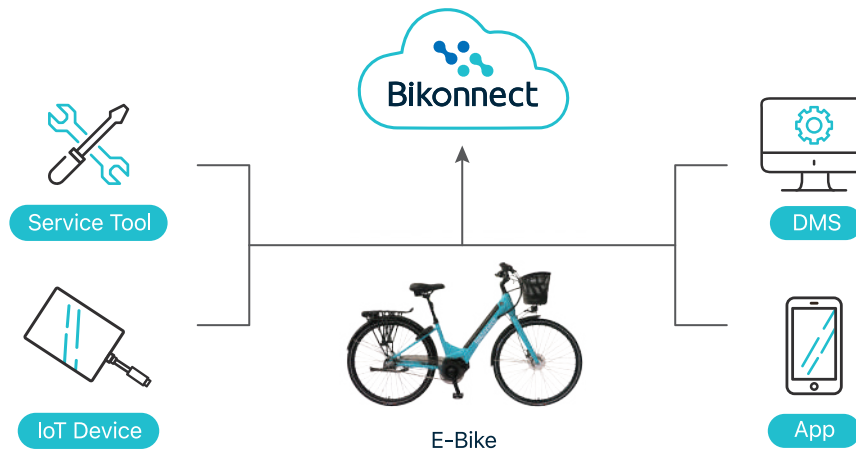 Bikonnect
Service Tool
DMS
IoT Device
E-Bike
App